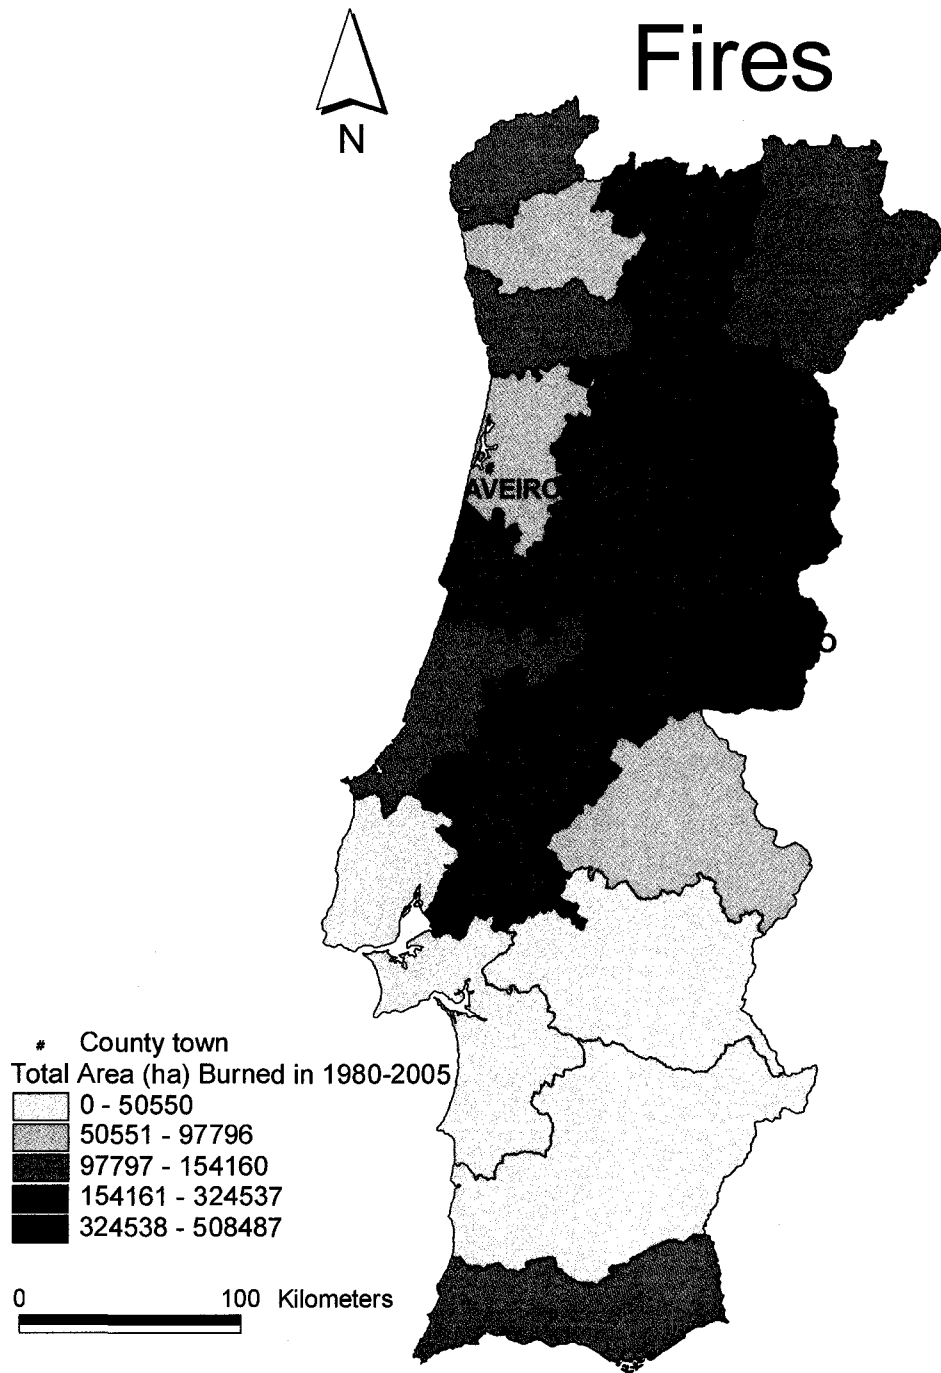 Fires
N
AVEIRO
O
# County town
Total Area (ha) Burned in 1980-2005
0 - 50550
50551 - 97796
97797 - 154160
154161 - 324537
324538 - 508487
0 100 Kilometers